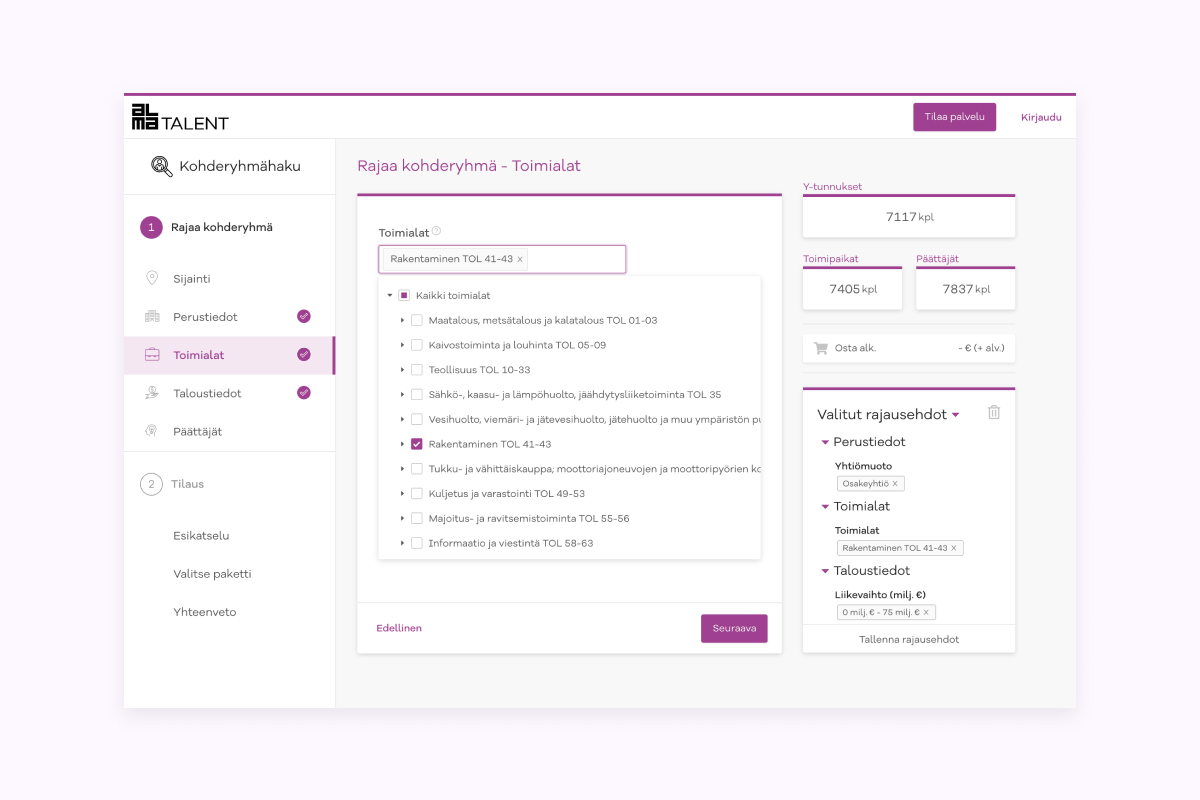 ALMA TALENT
Tilaa palvelu
Kirjaudu
Kohderyhmähaku
1 Rajaa kohderyhmä
Sijainti
Perustiedot
Toimialat
Taloustiedot
Päättäjät
2 Tilaus
Esikatselu
Valitse paketti
Yhteenveto
Rajaa kohderyhmä - Toimialat
Toimialat ?
Rakentaminen TOL 41-43 x
Kaikki toimialat
Maatalous, metsätalous ja kalatalous TOL 01-03
Kaivostoiminta ja louhinta TOL 05-09
Teollisuus TOL 10-33
Sähkö-, kaasu- ja lämpöhuolto, jäähdytysliiketoiminta TOL 35
Vesihuolto, viemäri- ja jätevesihuolto, jätehuolto ja muu ympäristön
Rakentaminen TOL 41-43
Tukku- ja vähittäiskauppa; moottoriajoneuvojen ja moottoripyörien
Kuljetus ja varastointi TOL 49-53
Majoitus- ja ravitsemistoiminta TOL 55-56
Informaatio ja viestintä TOL 58-63
Edellinen
Seuraava
Y-tunnukset
7117 kpl
Toimipaikat
7405 kpl
Päättäjät
7837 kpl
Osta alk.
- € (+ alv.)
Valitut rajausehdot
Perustiedot
Yhtiömuoto
Osakeyhtiö x
Toimialat
Toimialat
Rakentaminen TOL 41-43 x
Taloustiedot
Liikevaihto (milj. €)
0 milj. € - 75 milj. € x
Tallenna rajausehdot